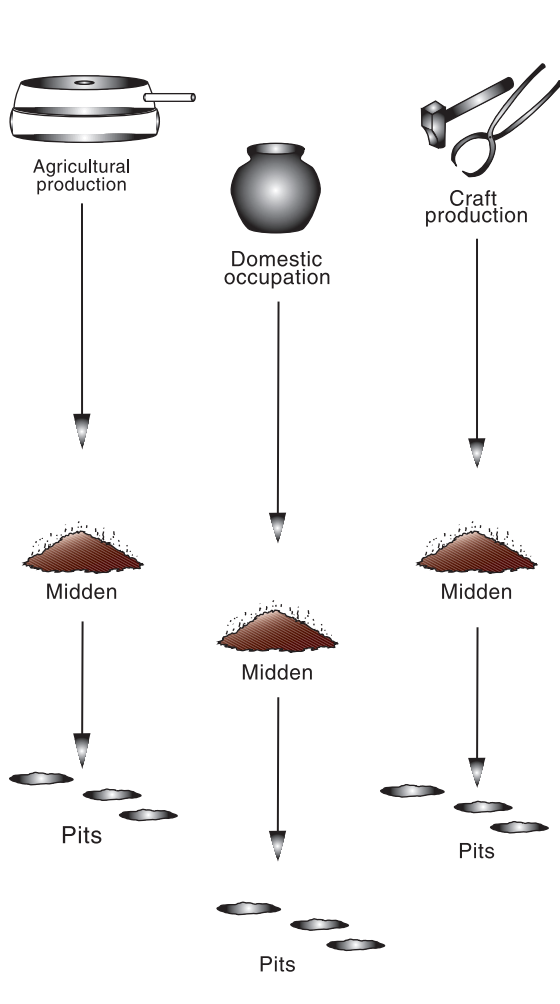 Agricultural
production
Domestic
occupation
Craft
production
Midden
Midden
Midden
Pits
Pits
Pits